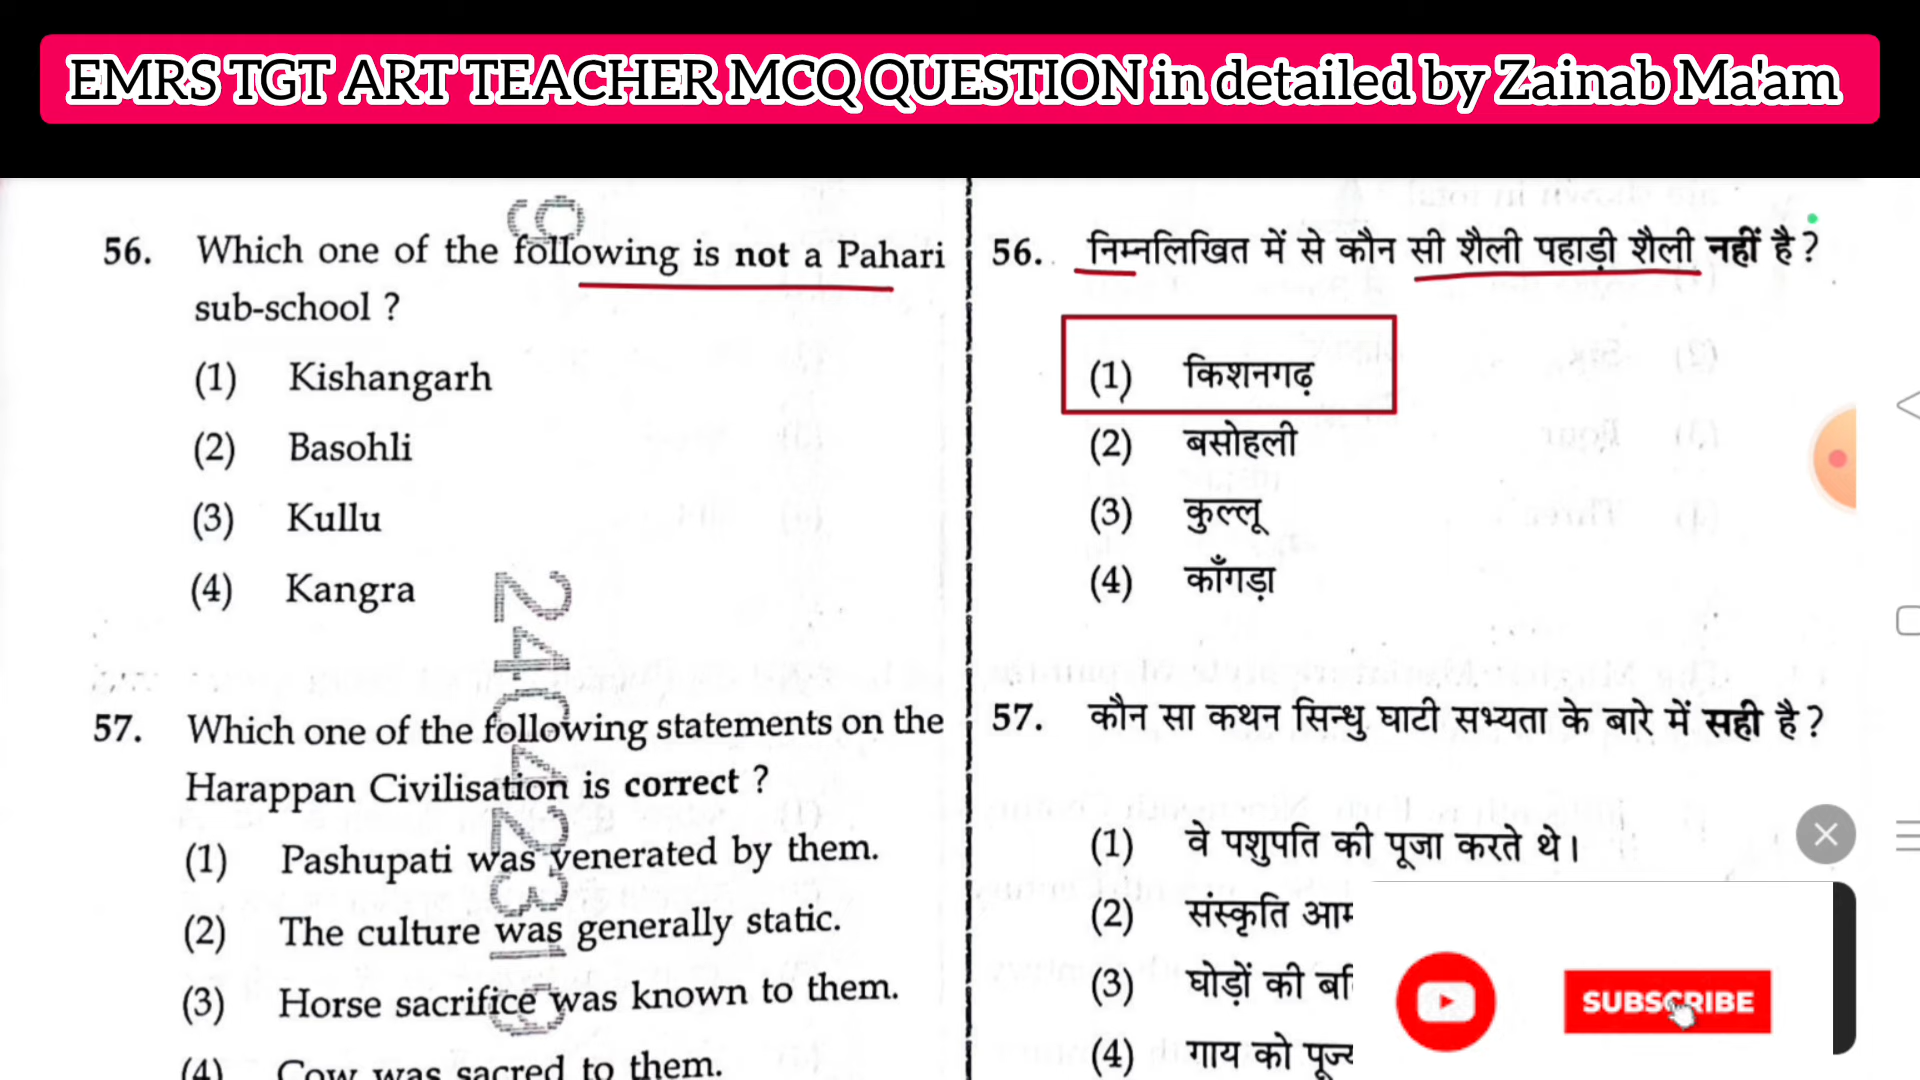 EMRS TGT ART TEACHER MCQ QUESTION in detailed by Zainab Ma'am
56. Which one of the following is not a Pahari
sub-school ?
(1) Kishangarh
(2) Basohli
(3) Kullu
(4) Kangra
57. Which one of the following statements on the
Harappan Civilisation is correct ?
(1) Pashupati was venerated by them.
(2) The culture was generally static.
(3) Horse sacrifice was known to them.
(4) Cow was sacred to them.
56. निम्नलिखित में से कौन सी शैली पहाड़ी शैली नहीं है ?
(1) किशनगढ़
(2) बसोहली
(3) कुल्लू
(4) काँगड़ा
57. कौन सा कथन सिन्धु घाटी सभ्यता के बारे में सही है ?
(1) वे पशुपति की पूजा करते थे।
(2) संस्कृति
(3) घोड़ों की
(4) गाय को
SUBSCRIBE